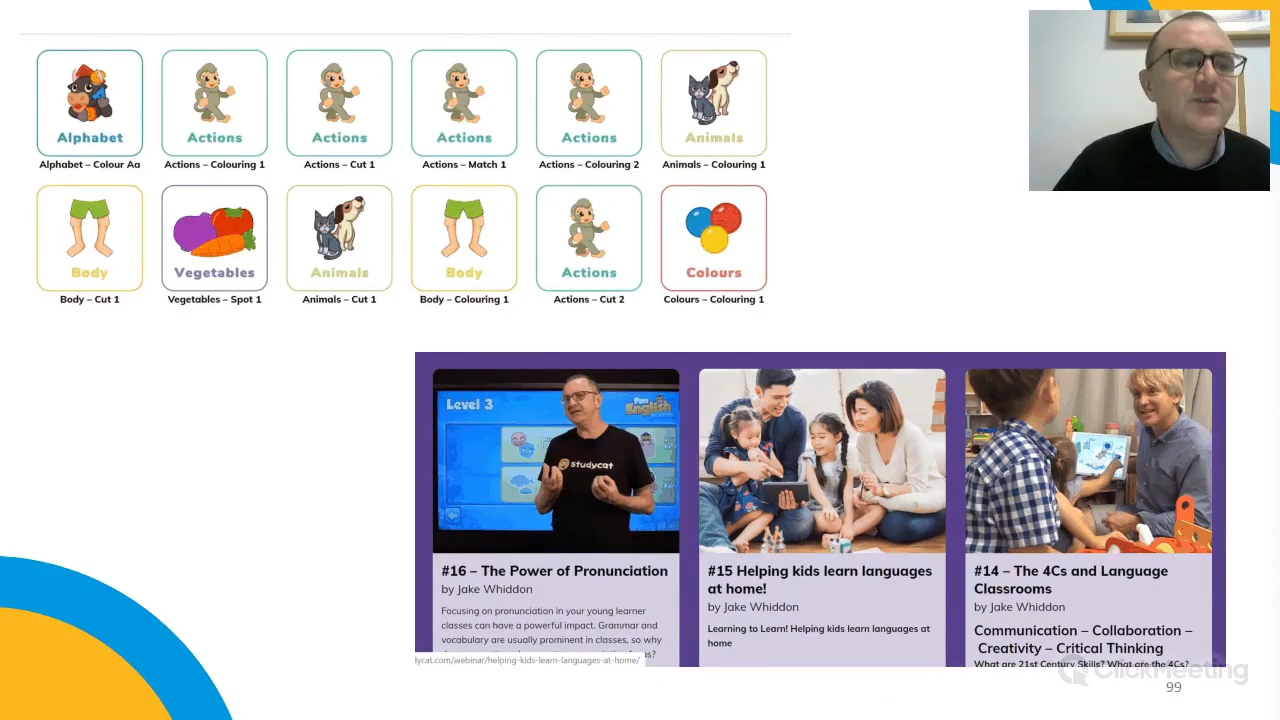 Alphabet
Actions
Actions
Actions
Actions
Animals
Alphabet – Colour Aa
Actions – Colouring 1
Actions – Cut 1
Actions – Match 1
Actions – Colouring 2
Animals – Colouring 1
Body
Vegetables
Animals
Body
Actions
Colours
Body – Cut 1
Vegetables – Spot 1
Animals – Cut 1
Body – Colouring 1
Actions – Cut 2
Colours – Colouring 1
Level 3
Fun
English
studycat
#16 – The Power of Pronunciation
by Jake Whiddon
Focusing on pronunciation in your young learner
classes can have a powerful impact. Grammar and
vocabulary are usually prominent in classes, so why
#15 Helping kids learn languages
at home!
by Jake Whiddon
Learning to Learn! Helping kids learn languages at
home
#14 – The 4Cs and Language
Classrooms
by Jake Whiddon
Communication – Collaboration –
Creativity – Critical Thinking
What are 21st Century Skills? What are the 4Cs?
dycat.com/webinar/helping-kids-learn-languages-at-home/
ClickMeeting
99